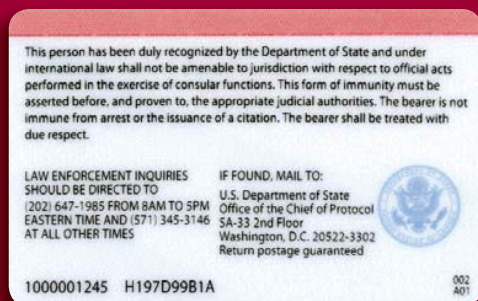 This person has been duly recognized by the Department of State and under
international law shall not be amenable to jurisdiction with respect to official acts
performed in the exercise of consular functions. This form of immunity must be
asserted before, and proven to, the appropriate judicial authorities. The bearer is not
immune from arrest or the issuance of a citation. The bearer shall be treated with
due respect.
LAW ENFORCEMENT INQUIRIES
SHOULD BE DIRECTED TO
(202) 647-1985 FROM 8AM TO 5PM
EASTERN TIME AND (571) 345-3146
AT ALL OTHER TIMES
IF FOUND, MAIL TO:
U.S. Department of State
Office of the Chief of Protocol
SA-33 2nd Floor
Washington, D.C. 20522-3302
Return postage guaranteed
1000001245 H197D99B1A
002
A01